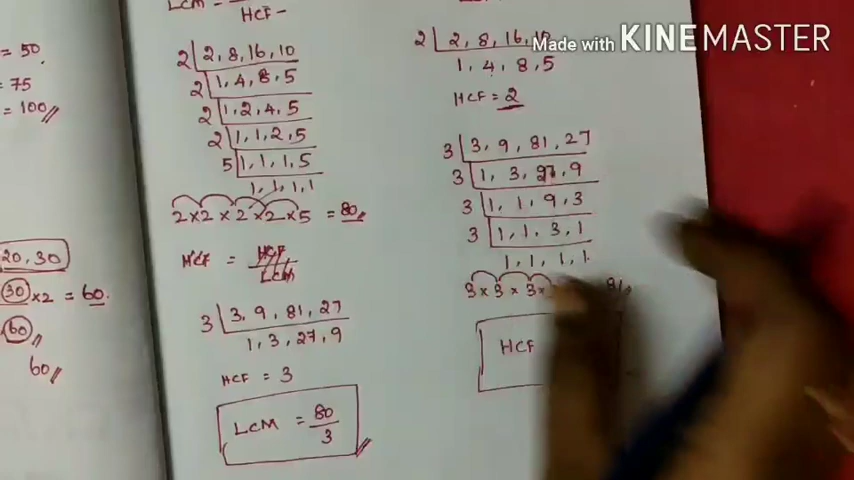 = 50
= 75
= 100
20, 30
30 × 2 = 60
60
60
LCM
HCF
2 | 2, 8, 16, 10
2 | 1, 4, 8, 5
2 | 1, 2, 4, 5
2 | 1, 1, 2, 5
5 | 1, 1, 1, 5
1, 1, 1, 1
2×2×2×2×5 = 80
HCF =
3 | 3, 9, 81, 27
1, 3, 27, 9
HCF = 3
LCM = 80/3
2 | 2, 8, 16, 10
1, 4, 8, 5
HCF = 2
3 | 3, 9, 81, 27
3 | 1, 3, 27, 9
3 | 1, 1, 9, 3
3 | 1, 1, 3, 1
1, 1, 1, 1
3 × 3 × 3 × 81
HCF
Made with KINEMASTER